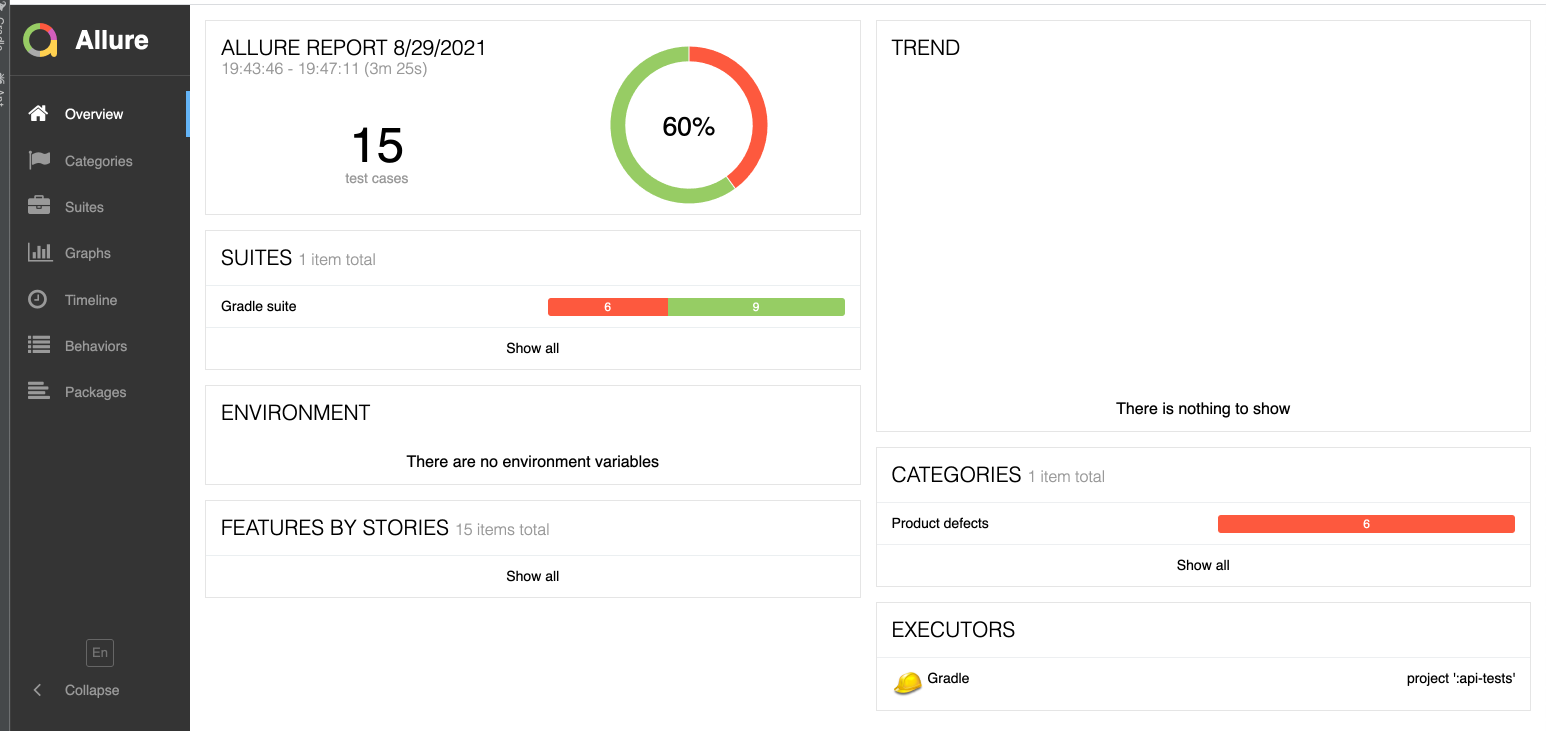 Allure
Overview
Categories
Suites
Graphs
Timeline
Behaviors
Packages
En
Collapse
ALLURE REPORT 8/29/2021
19:43:46 - 19:47:11 (3m 25s)
15
test cases
60%
SUITES 1 item total
Gradle suite 6 9
Show all
ENVIRONMENT
There are no environment variables
FEATURES BY STORIES 15 items total
Show all
TREND
There is nothing to show
CATEGORIES 1 item total
Product defects 6
Show all
EXECUTORS
Gradle project ':api-tests'